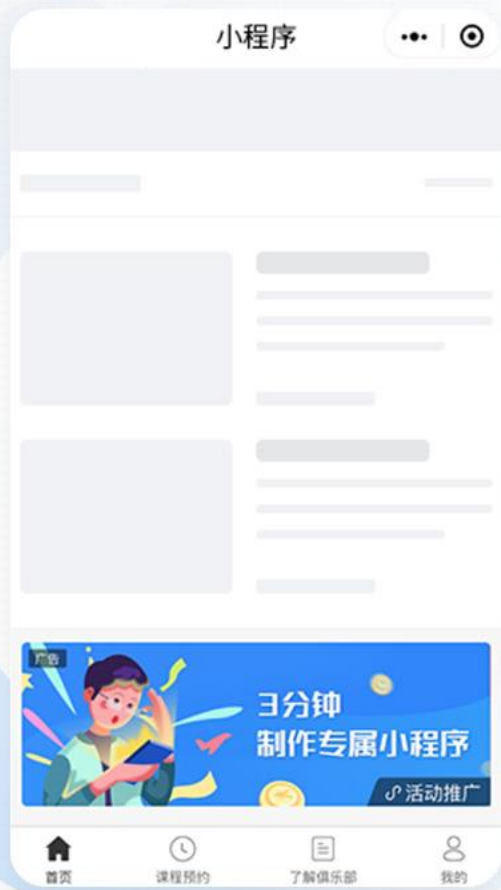 小程序
广告
3分钟
制作专属小程序
活动推广
首页
课程预约
了解俱乐部
我的